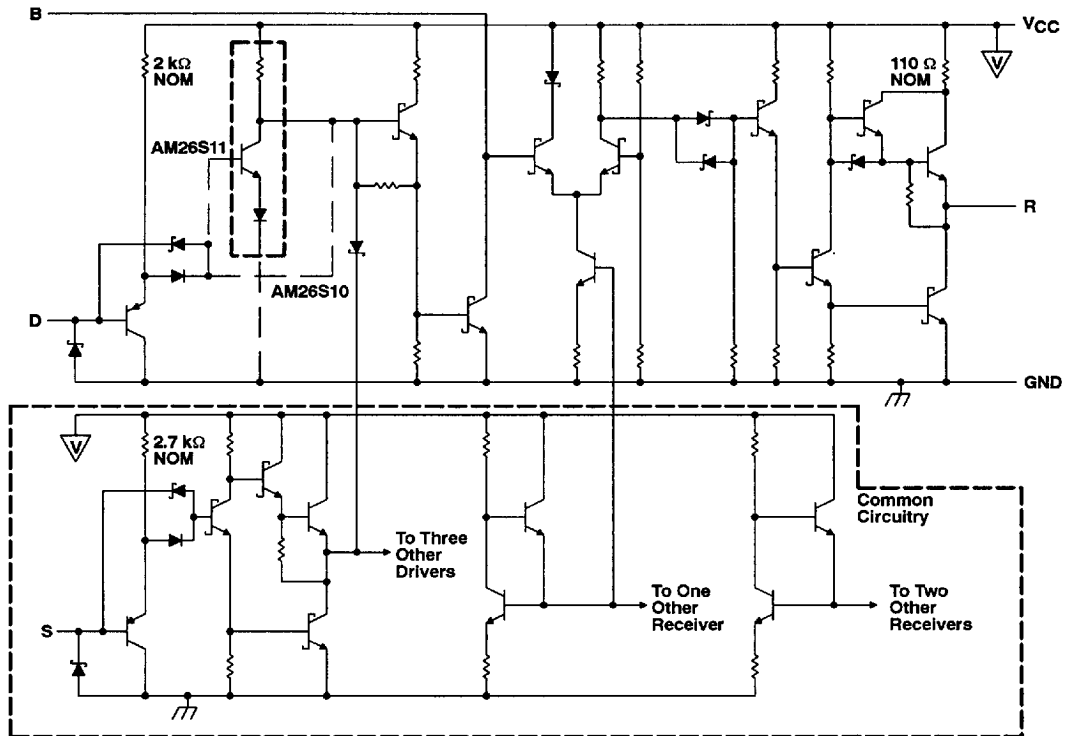 B
VCC
V
2 kΩ
NOM
110 Ω
NOM
AM26S11
R
AM26S10
D
GND
V
2.7 kΩ
NOM
Common
Circuitry
To Three
Other
Drivers
To One
Other
Receiver
To Two
Other
Receivers
S